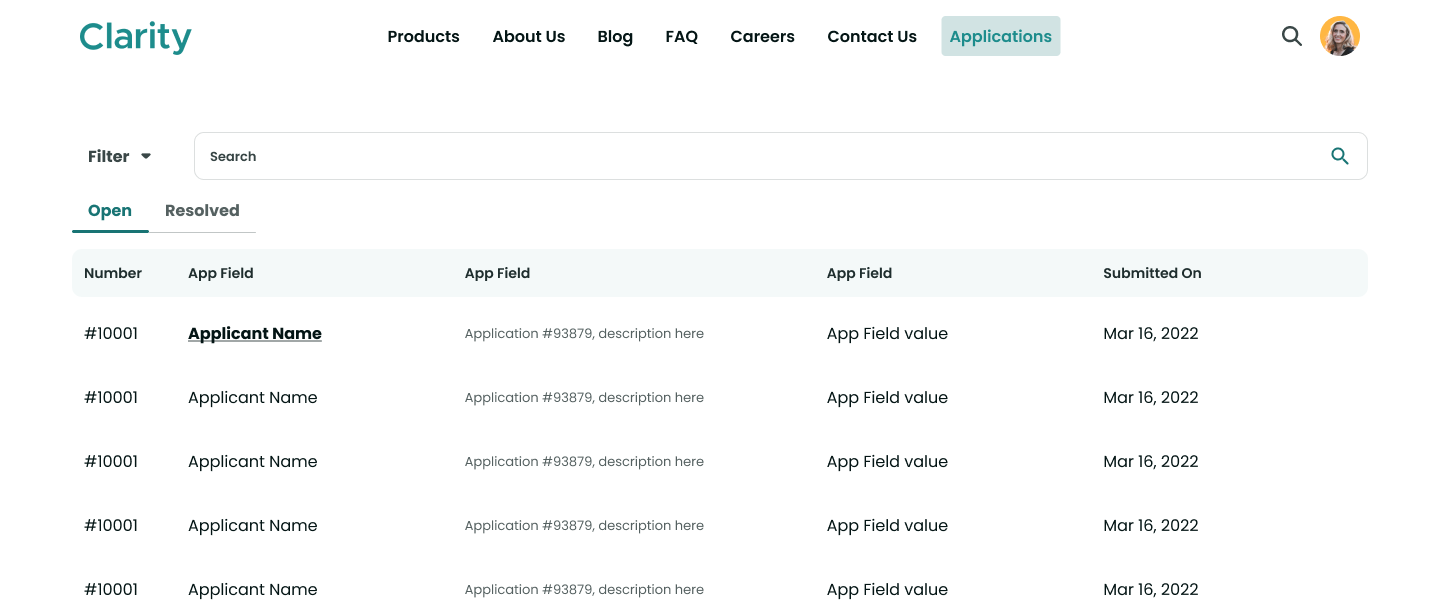 Clarity Products About Us Blog FAQ Careers Contact Us Applications
Filter Search
Open Resolved
Number App Field App Field App Field Submitted On
#10001 Applicant Name Application #93879, description here App Field value Mar 16, 2022
#10001 Applicant Name Application #93879, description here App Field value Mar 16, 2022
#10001 Applicant Name Application #93879, description here App Field value Mar 16, 2022
#10001 Applicant Name Application #93879, description here App Field value Mar 16, 2022
#10001 Applicant Name Application #93879, description here App Field value Mar 16, 2022